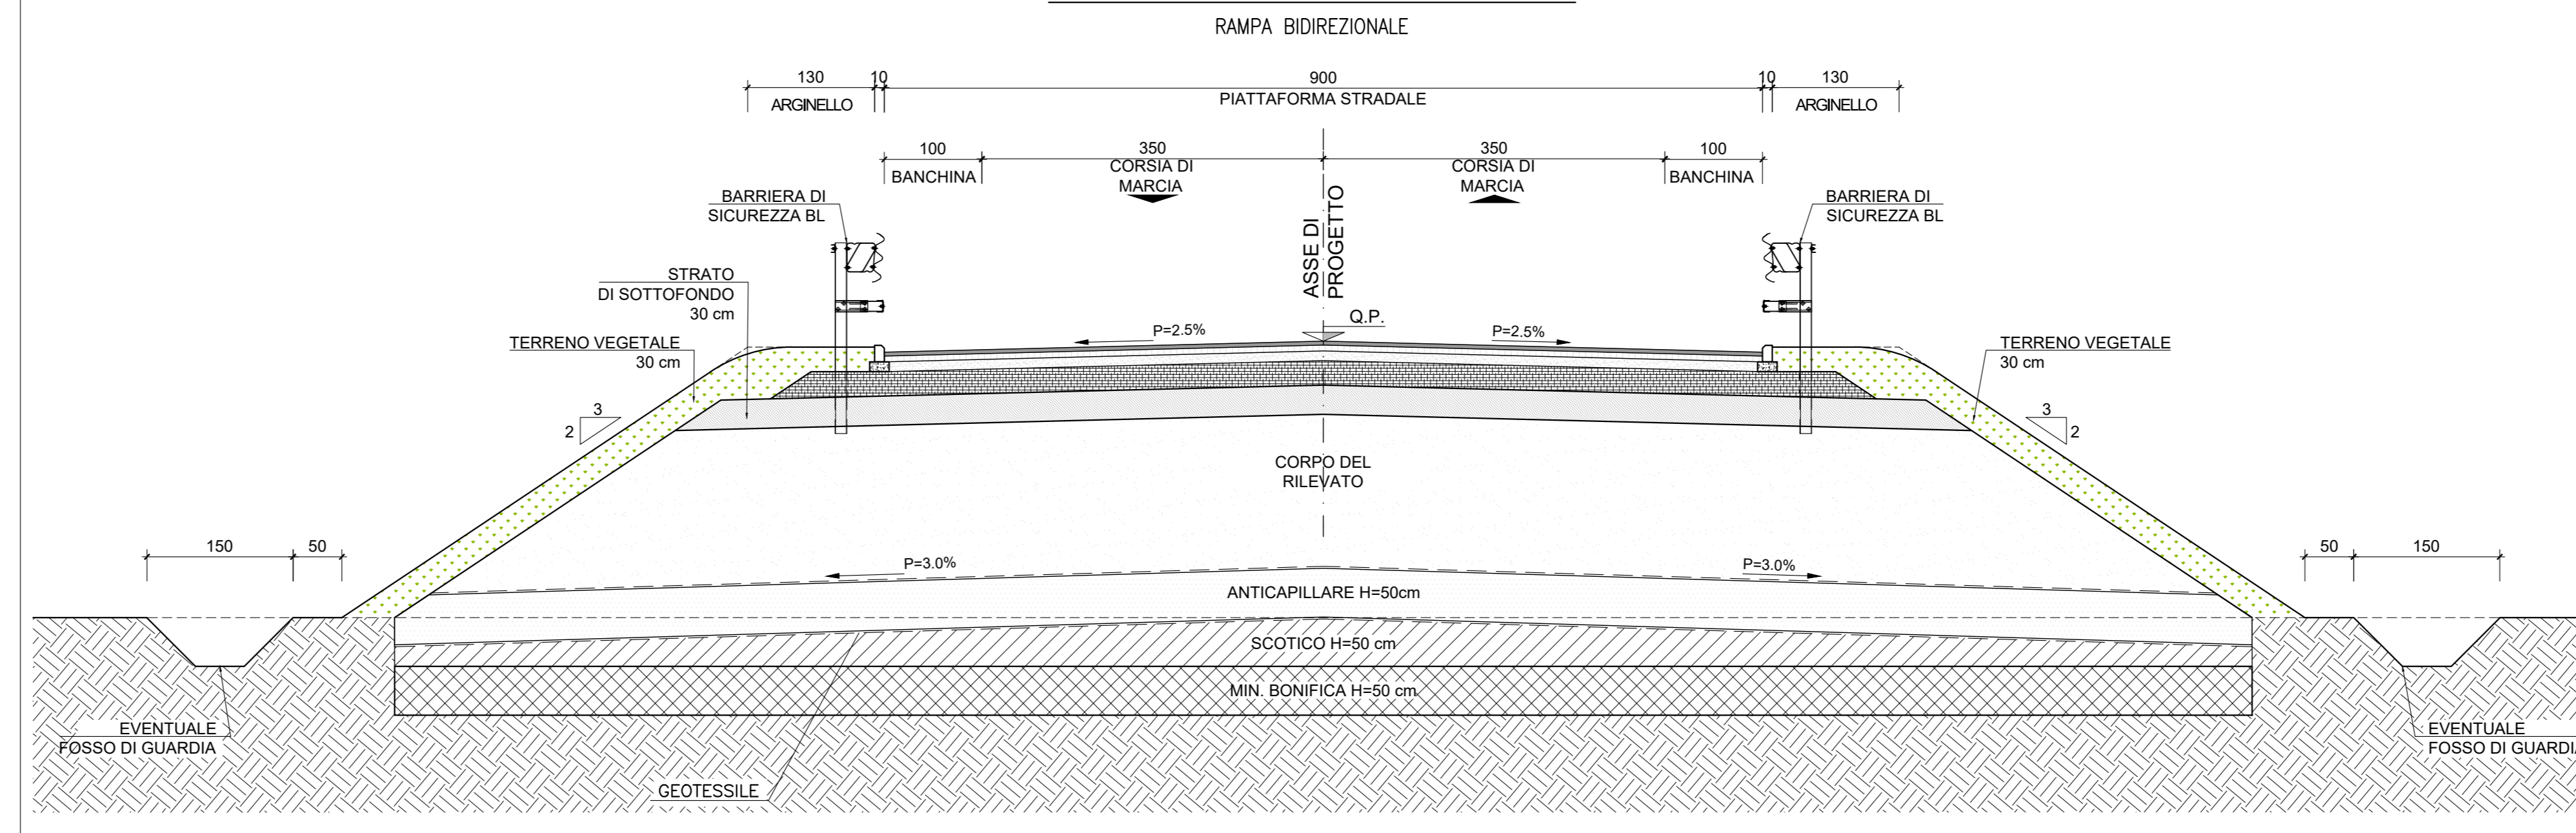 RAMPA BIDIREZIONALE
130
10
900
10
130
ARGINELLO
PIATTAFORMA STRADALE
ARGINELLO
100
350
350
100
BANCHINA
CORSIA DI
MARCIA
CORSIA DI
MARCIA
BANCHINA
BARRIERA DI
SICUREZZA BL
ASSE DI
PROGETTO
BARRIERA DI
SICUREZZA BL
STRATO
DI SOTTOFONDO
30 cm
Q.P.
P=2.5%
P=2.5%
TERRENO VEGETALE
30 cm
TERRENO VEGETALE
30 cm
3
2
3
2
CORPO DEL
RILEVATO
150
50
50
150
P=3.0%
P=3.0%
ANTICAPILLARE H=50cm
SCOTICO H=50 cm
MIN. BONIFICA H=50 cm
EVENTUALE
FOSSO DI GUARDIA
EVENTUALE
FOSSO DI GUARDIA
GEOTESSILE